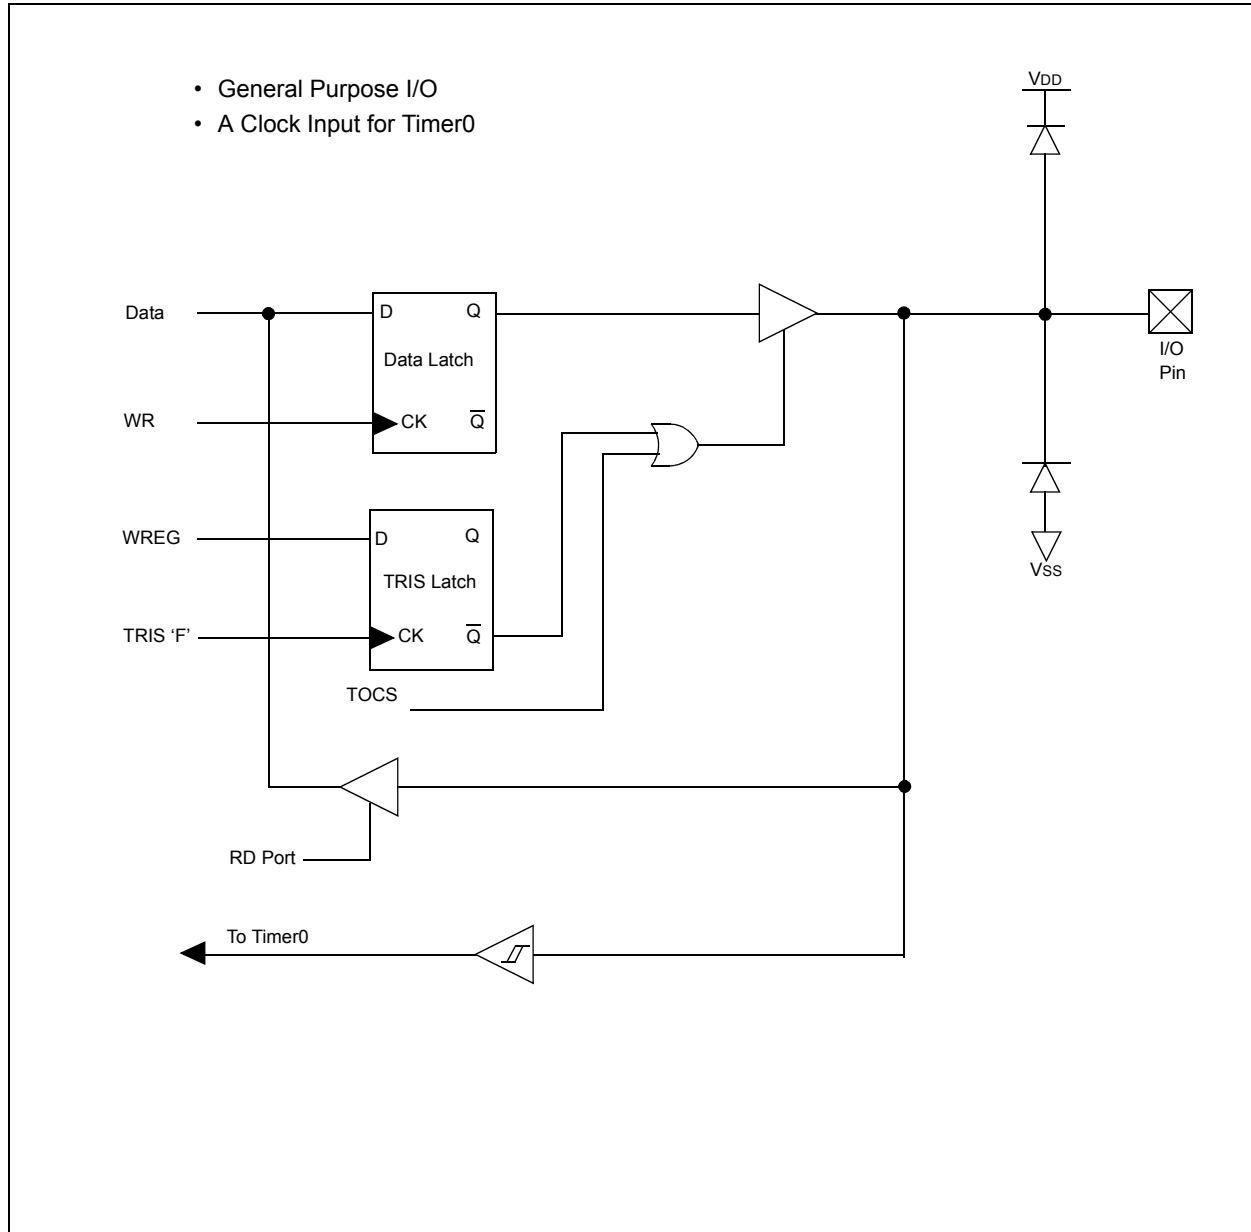 • General Purpose I/O
• A Clock Input for Timer0
VDD
Data
D
Q
Data Latch
I/O
Pin
WR
CK
Q̅
WREG
D
Q
TRIS Latch
VSS
TRIS ‘F’
CK
Q̅
TOCS
RD Port
To Timer0